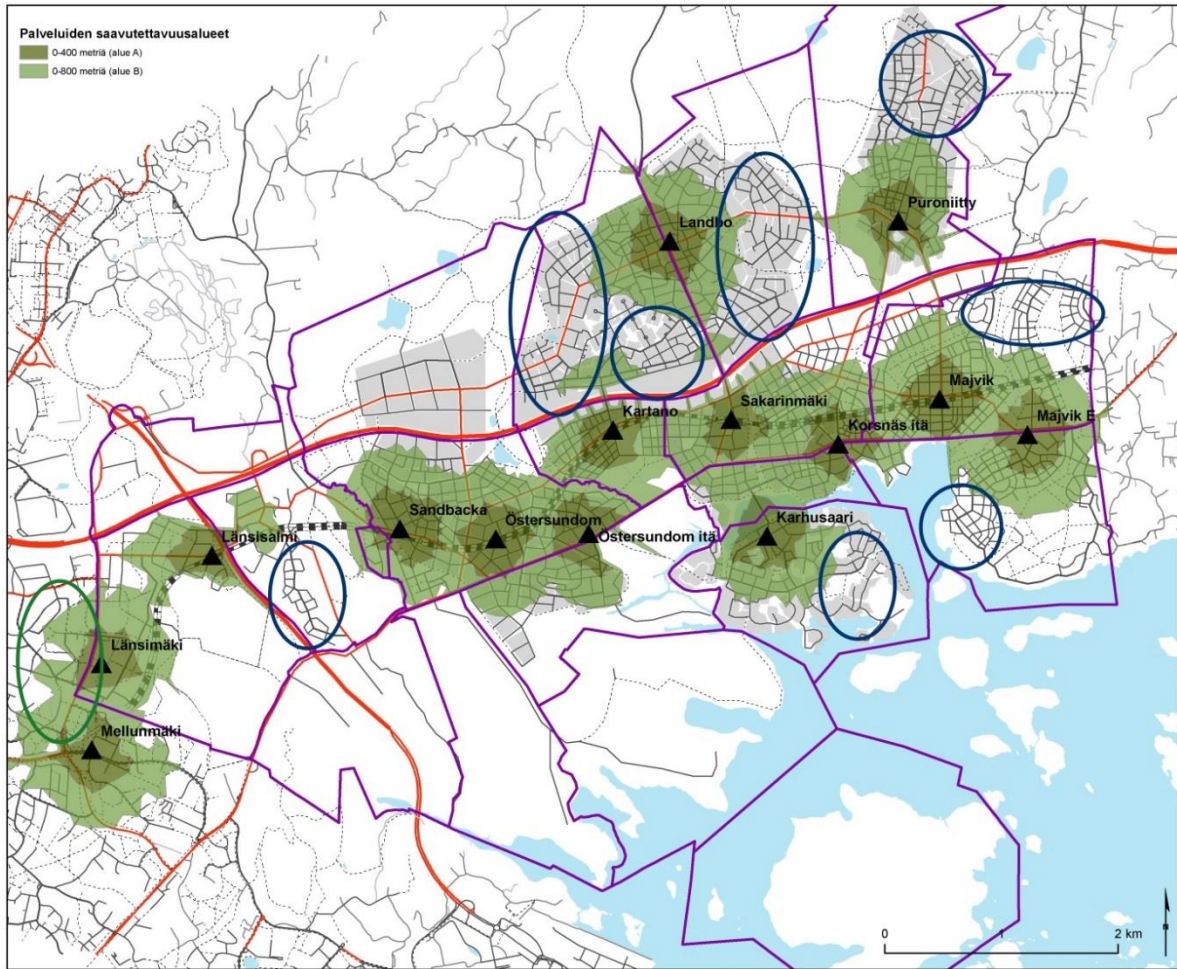 Palveluiden saavutettavuusalueet
0-400 metriä (alue A)
0-800 metriä (alue B)
Puroniitty
Landbo
Majvik
Kartano
Sakarinmäki
Majvik E
Korsnäs itä
Sandbacka
Östersundom
Östersundom itä
Karhusaari
Länsisalmi
Länsimäki
Mellunmäki
0 1 2 km